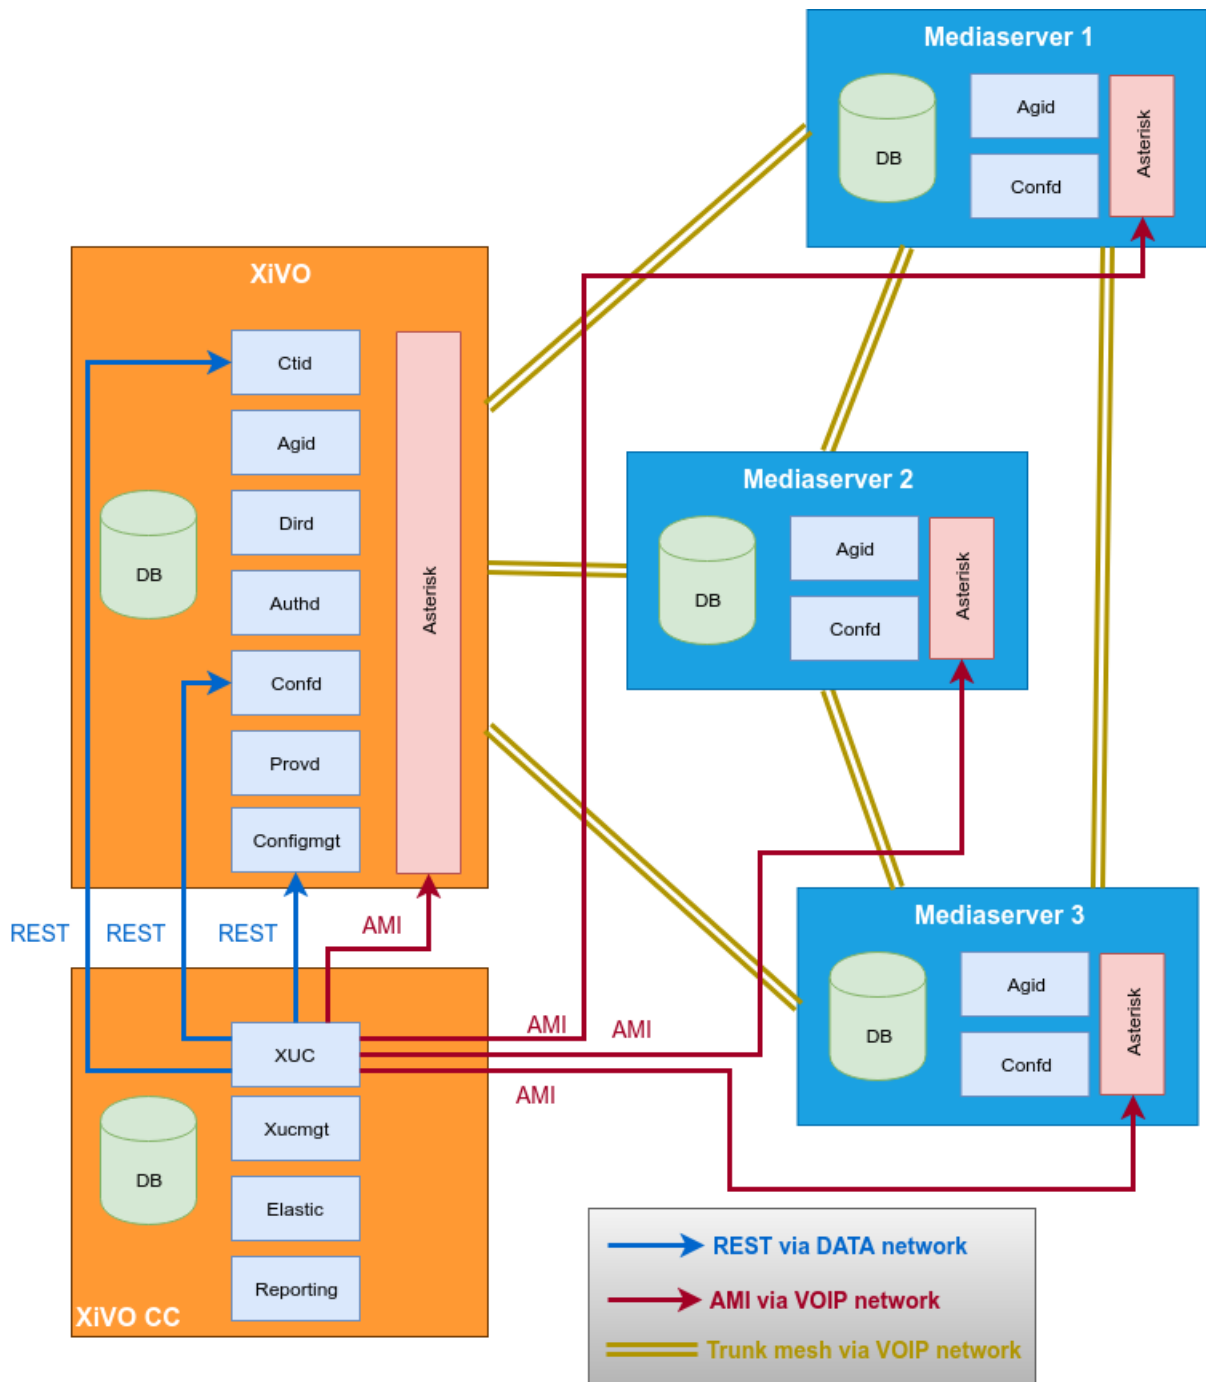 Mediaserver 1
DB
Agid
Confd
Asterisk
XiVO
Ctid
Agid
Dird
Authd
Confd
Provd
Configmgt
DB
Asterisk
Mediaserver 2
DB
Agid
Confd
Asterisk
Mediaserver 3
DB
Agid
Confd
Asterisk
REST
REST
REST
AMI
AMI
AMI
AMI
XUC
Xucmgt
Elastic
Reporting
DB
XiVO CC
REST via DATA network
AMI via VOIP network
Trunk mesh via VOIP network